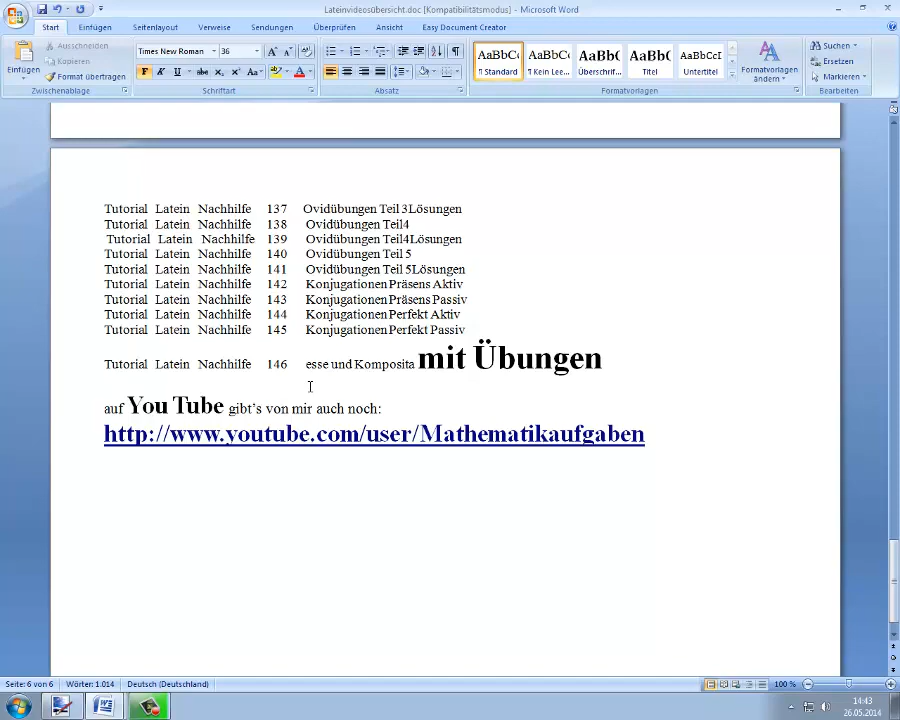 Lateinvideosübersicht.doc [Kompatibilitätsmodus] - Microsoft Word
Start Einfügen Seitenlayout Verweise Sendungen Überprüfen Ansicht Easy Document Creator
Einfügen
Ausschneiden
Kopieren
Format übertragen
Zwischenablage
Times New Roman 36
F K U abe x₂ x² Aa
Schriftart
Absatz
AaBbCc AaBbCc AaBb( AaBb( AaBbCcI
¶ Standard ¶ Kein Lee... Überschrif... Titel Untertitel
Formatvorlagen
ändern
Formatvorlagen
Suchen
Ersetzen
Markieren
Bearbeiten
Tutorial Latein Nachhilfe 137 Ovidübungen Teil 3Lösungen
Tutorial Latein Nachhilfe 138 Ovidübungen Teil4
Tutorial Latein Nachhilfe 139 Ovidübungen Teil4Lösungen
Tutorial Latein Nachhilfe 140 Ovidübungen Teil 5
Tutorial Latein Nachhilfe 141 Ovidübungen Teil 5Lösungen
Tutorial Latein Nachhilfe 142 Konjugationen Präsens Aktiv
Tutorial Latein Nachhilfe 143 Konjugationen Präsens Passiv
Tutorial Latein Nachhilfe 144 Konjugationen Perfekt Aktiv
Tutorial Latein Nachhilfe 145 Konjugationen Perfekt Passiv
Tutorial Latein Nachhilfe 146 esse und Komposita mit Übungen
auf You Tube gibt's von mir auch noch:
http://www.youtube.com/user/Mathematikaufgaben
Seite: 6 von 6 Wörter: 1.014 Deutsch (Deutschland) 100 %
14:43
26.05.2014